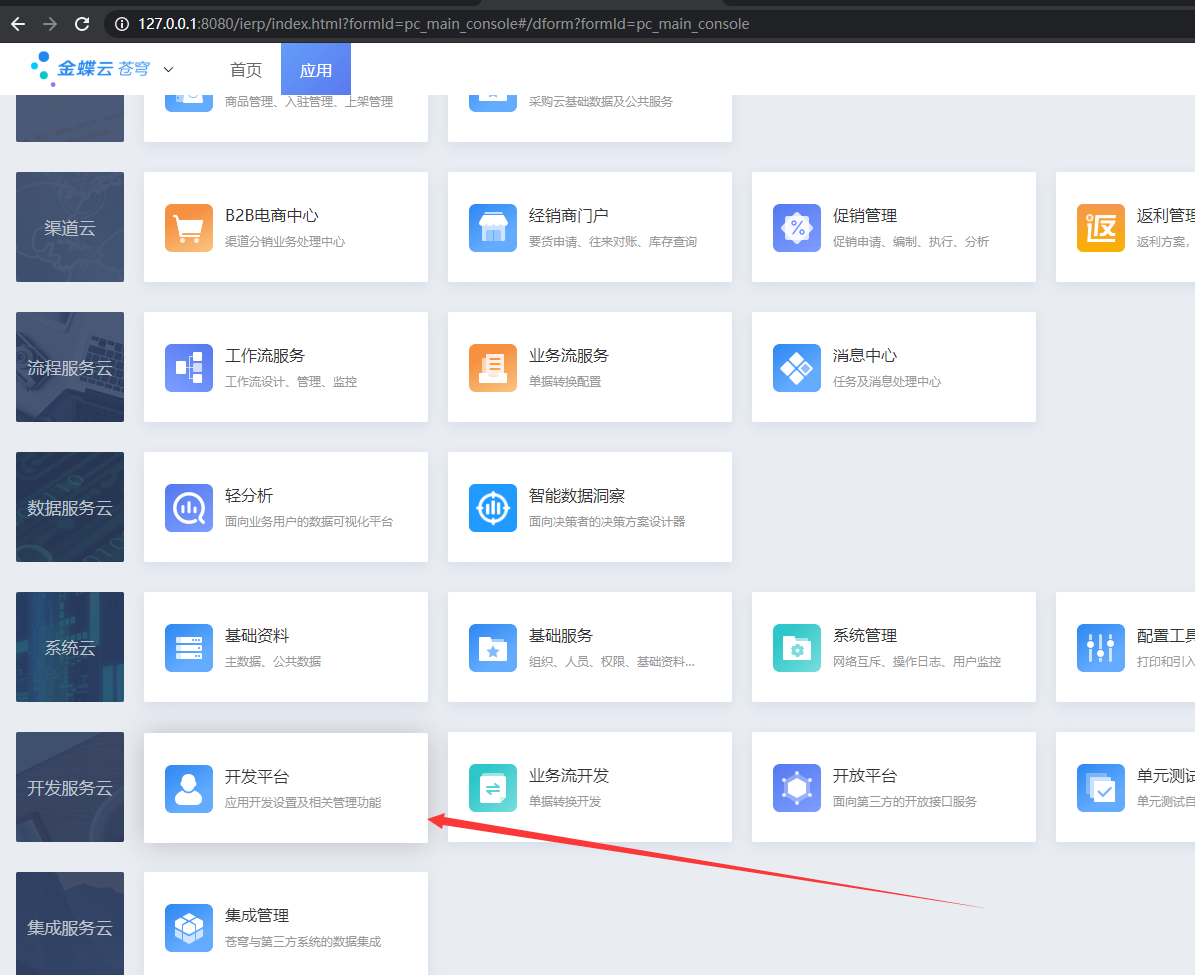 127.0.0.1:8080/ierp/index.html?formId=pc_main_console#/dform?formId=pc_main_console
金蝶云 苍穹
首页
应用
商品管理、入驻管理、上架管理
采购云基础数据及公共服务
渠道云
B2B电商中心
渠道分销业务处理中心
经销商门户
要货申请、往来对账、库存查询
促销管理
促销申请、编制、执行、分析
返利管理
返利方案，
流程服务云
工作流服务
工作流设计、管理、监控
业务流服务
单据转换配置
消息中心
任务及消息处理中心
数据服务云
轻分析
面向业务用户的数据可视化平台
智能数据洞察
面向决策者的决策方案设计器
系统云
基础资料
主数据、公共数据
基础服务
组织、人员、权限、基础资料...
系统管理
网络互斥、操作日志、用户监控
配置工具
打印和引入
开发服务云
开发平台
应用开发设置及相关管理功能
业务流开发
单据转换开发
开放平台
面向第三方的开放接口服务
单元测试
单元测试自
集成服务云
集成管理
苍穹与第三方系统的数据集成
返